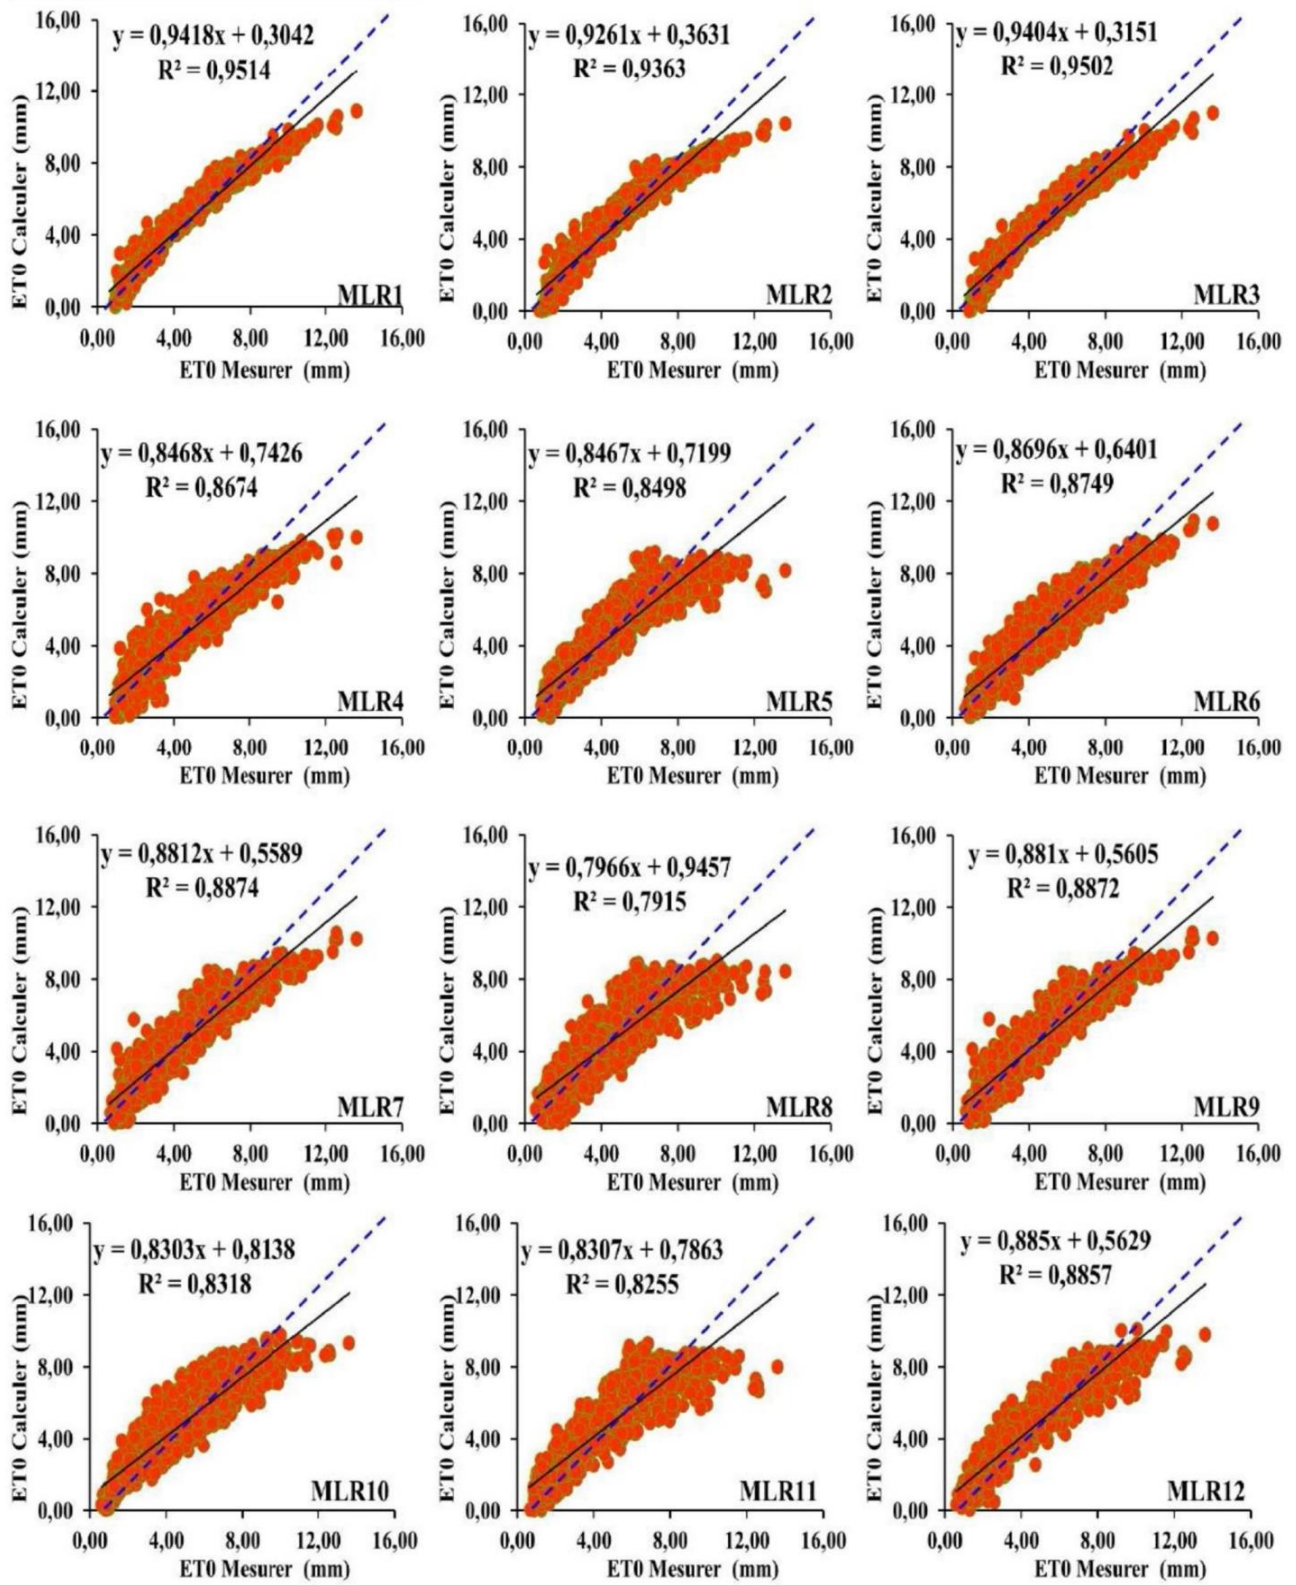 16,00
12,00
8,00
4,00
0,00
y = 0,9418x + 0,3042
R² = 0,9514
MLR1
0,00 4,00 8,00 12,00 16,00
ET0 Mesurer (mm)
ET0 Calculer (mm)
16,00
12,00
8,00
4,00
0,00
y = 0,9261x + 0,3631
R² = 0,9363
MLR2
0,00 4,00 8,00 12,00 16,00
ET0 Mesurer (mm)
ET0 Calculer (mm)
16,00
12,00
8,00
4,00
0,00
y = 0,9404x + 0,3151
R² = 0,9502
MLR3
0,00 4,00 8,00 12,00 16,00
ET0 Mesurer (mm)
ET0 Calculer (mm)
16,00
12,00
8,00
4,00
0,00
y = 0,8468x + 0,7426
R² = 0,8674
MLR4
0,00 4,00 8,00 12,00 16,00
ET0 Mesurer (mm)
ET0 Calculer (mm)
16,00
12,00
8,00
4,00
0,00
y = 0,8467x + 0,7199
R² = 0,8498
MLR5
0,00 4,00 8,00 12,00 16,00
ET0 Mesurer (mm)
ET0 Calculer (mm)
16,00
12,00
8,00
4,00
0,00
y = 0,8696x + 0,6401
R² = 0,8749
MLR6
0,00 4,00 8,00 12,00 16,00
ET0 Mesurer (mm)
ET0 Calculer (mm)
16,00
12,00
8,00
4,00
0,00
y = 0,8812x + 0,5589
R² = 0,8874
MLR7
0,00 4,00 8,00 12,00 16,00
ET0 Mesurer (mm)
ET0 Calculer (mm)
16,00
12,00
8,00
4,00
0,00
y = 0,7966x + 0,9457
R² = 0,7915
MLR8
0,00 4,00 8,00 12,00 16,00
ET0 Mesurer (mm)
ET0 Calculer (mm)
16,00
12,00
8,00
4,00
0,00
y = 0,881x + 0,5605
R² = 0,8872
MLR9
0,00 4,00 8,00 12,00 16,00
ET0 Mesurer (mm)
ET0 Calculer (mm)
16,00
12,00
8,00
4,00
0,00
y = 0,8303x + 0,8138
R² = 0,8318
MLR10
0,00 4,00 8,00 12,00 16,00
ET0 Mesurer (mm)
ET0 Calculer (mm)
16,00
12,00
8,00
4,00
0,00
y = 0,8307x + 0,7863
R² = 0,8255
MLR11
0,00 4,00 8,00 12,00 16,00
ET0 Mesurer (mm)
ET0 Calculer (mm)
16,00
12,00
8,00
4,00
0,00
y = 0,885x + 0,5629
R² = 0,8857
MLR12
0,00 4,00 8,00 12,00 16,00
ET0 Mesurer (mm)
ET0 Calculer (mm)